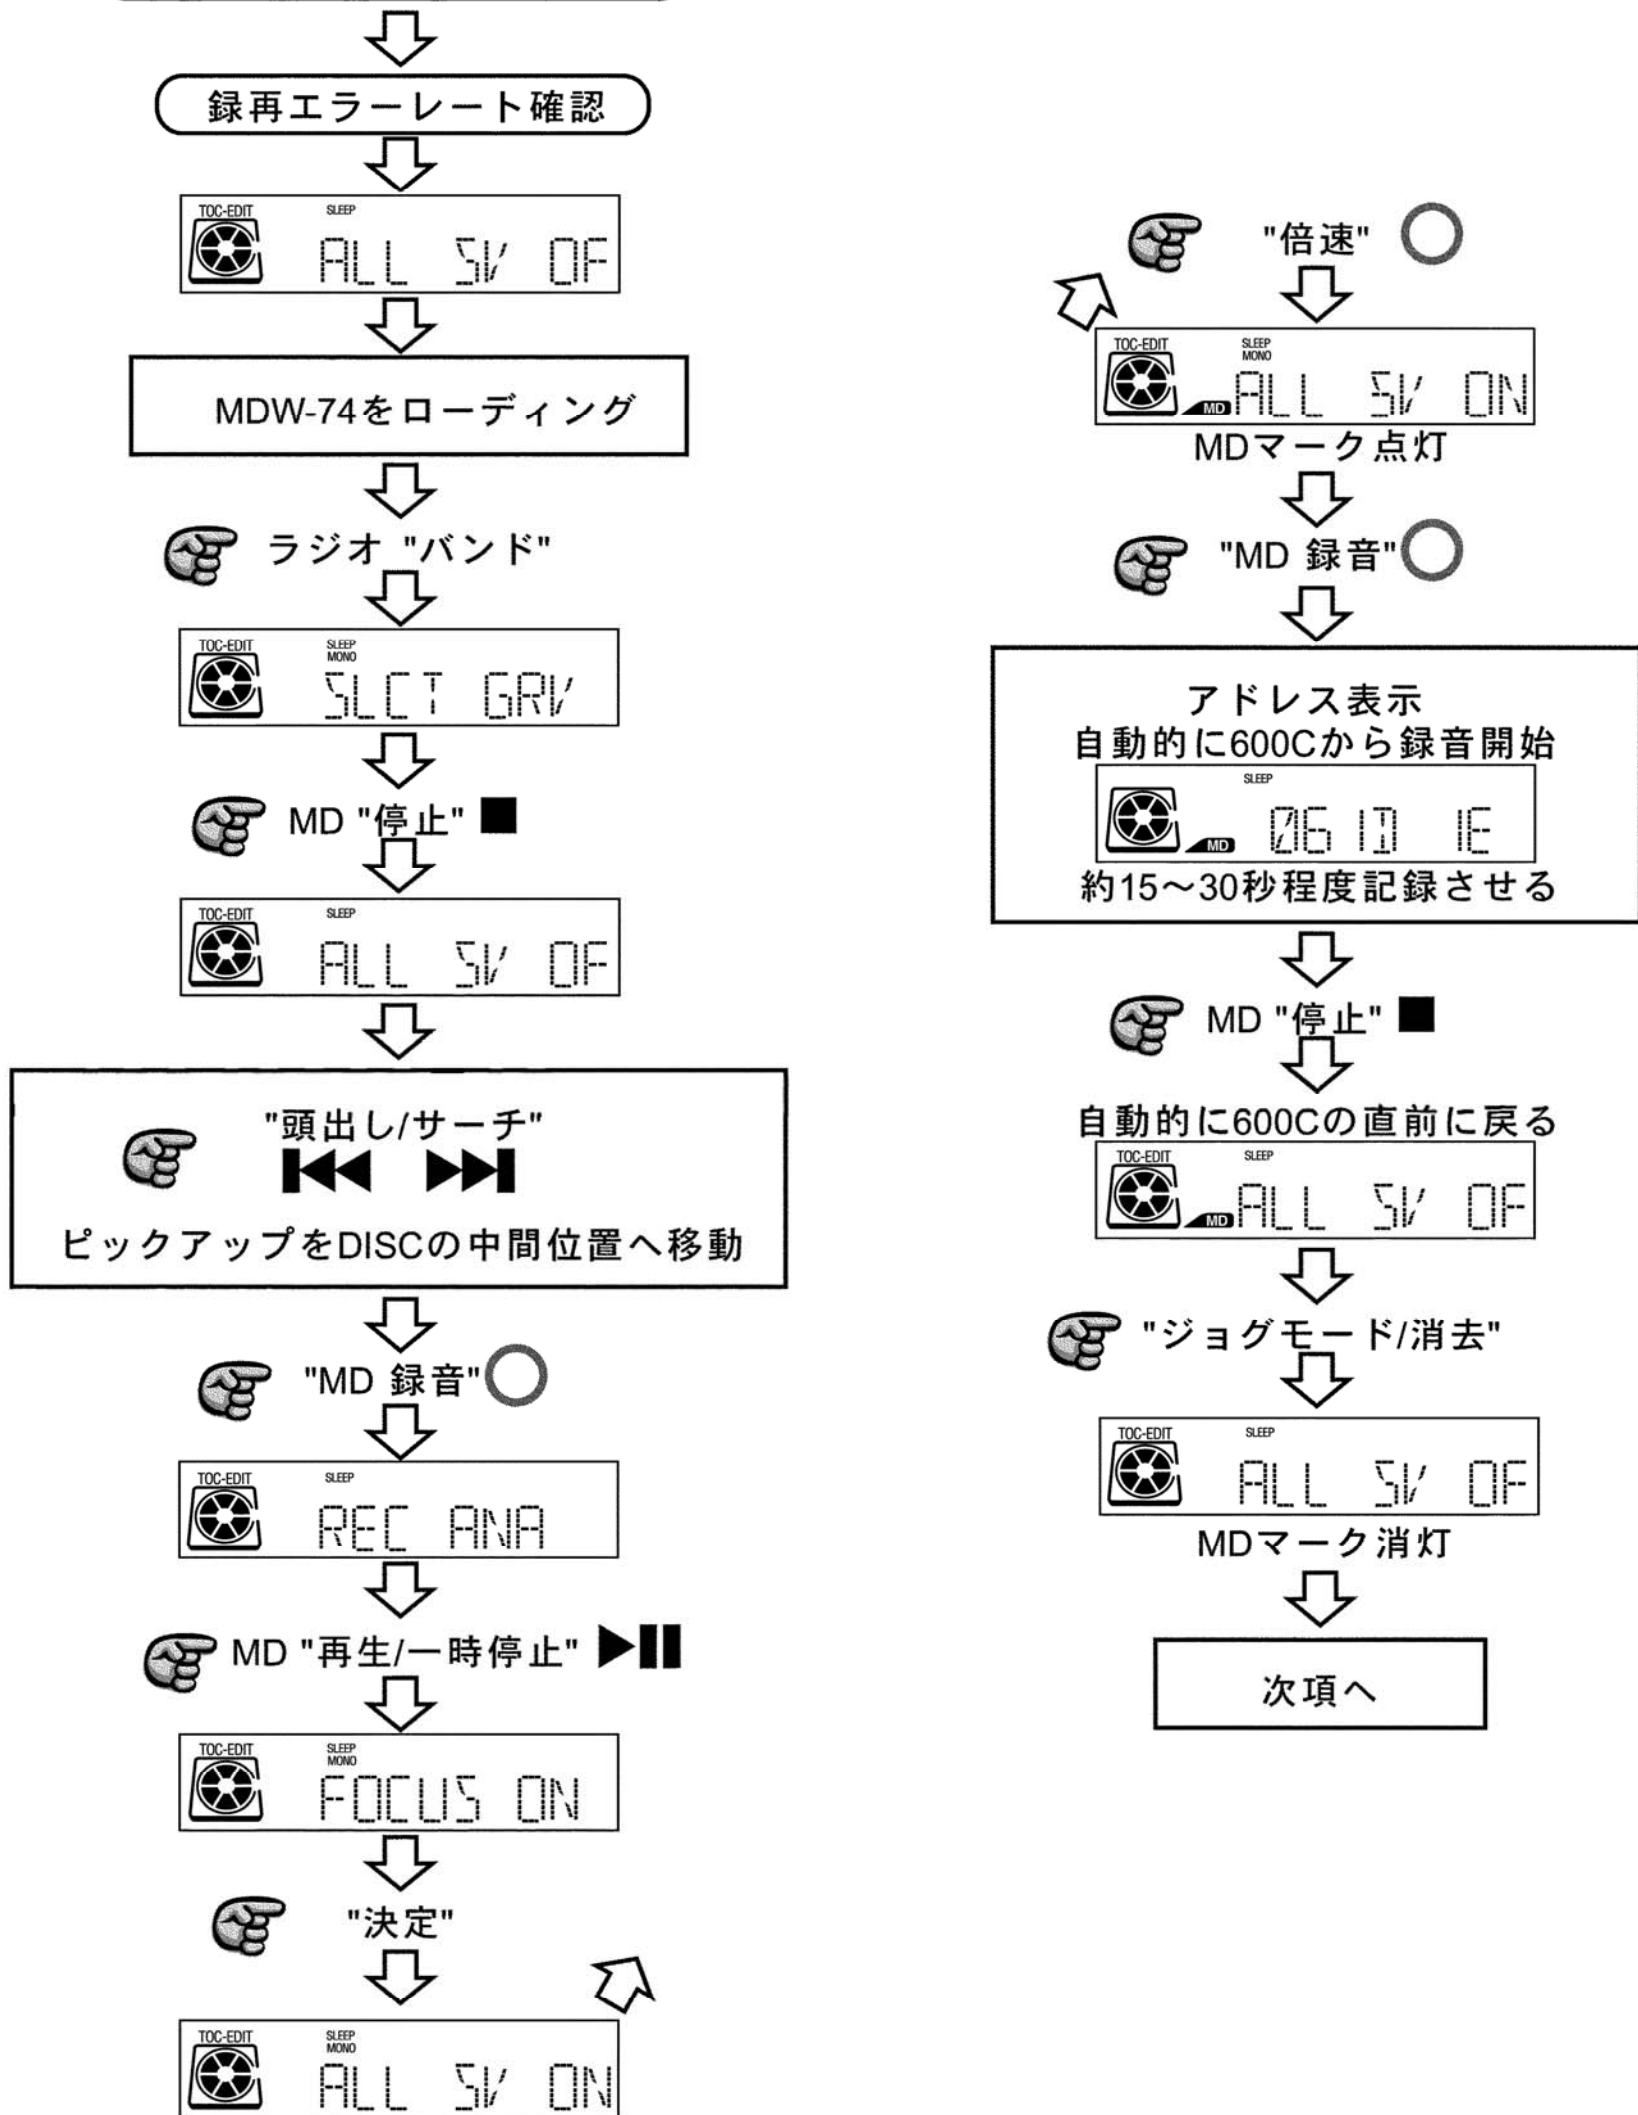 録再エラーレート確認
TOC-EDIT SLEEP
ALL SV OF
MDW-74をローディング
ラジオ "バンド"
TOC-EDIT SLEEP
MONO
SLCT GRV
MD "停止" ■
TOC-EDIT SLEEP
ALL SV OF
"頭出し/サーチ"
ピックアップをDISCの中間位置へ移動
"MD 録音"
TOC-EDIT SLEEP
REC ANA
MD "再生/一時停止"
TOC-EDIT SLEEP
MONO
FOCUS ON
"決定"
TOC-EDIT SLEEP
MONO
ALL SV ON
"倍速"
TOC-EDIT SLEEP
MONO
MD ALL SV ON
MDマーク点灯
"MD 録音"
アドレス表示
自動的に600Cから録音開始
SLEEP
MD 061D 1E
約15～30秒程度記録させる
MD "停止" ■
自動的に600Cの直前に戻る
TOC-EDIT SLEEP
MD ALL SV OF
"ジョグモード/消去"
TOC-EDIT SLEEP
ALL SV OF
MDマーク消灯
次項へ